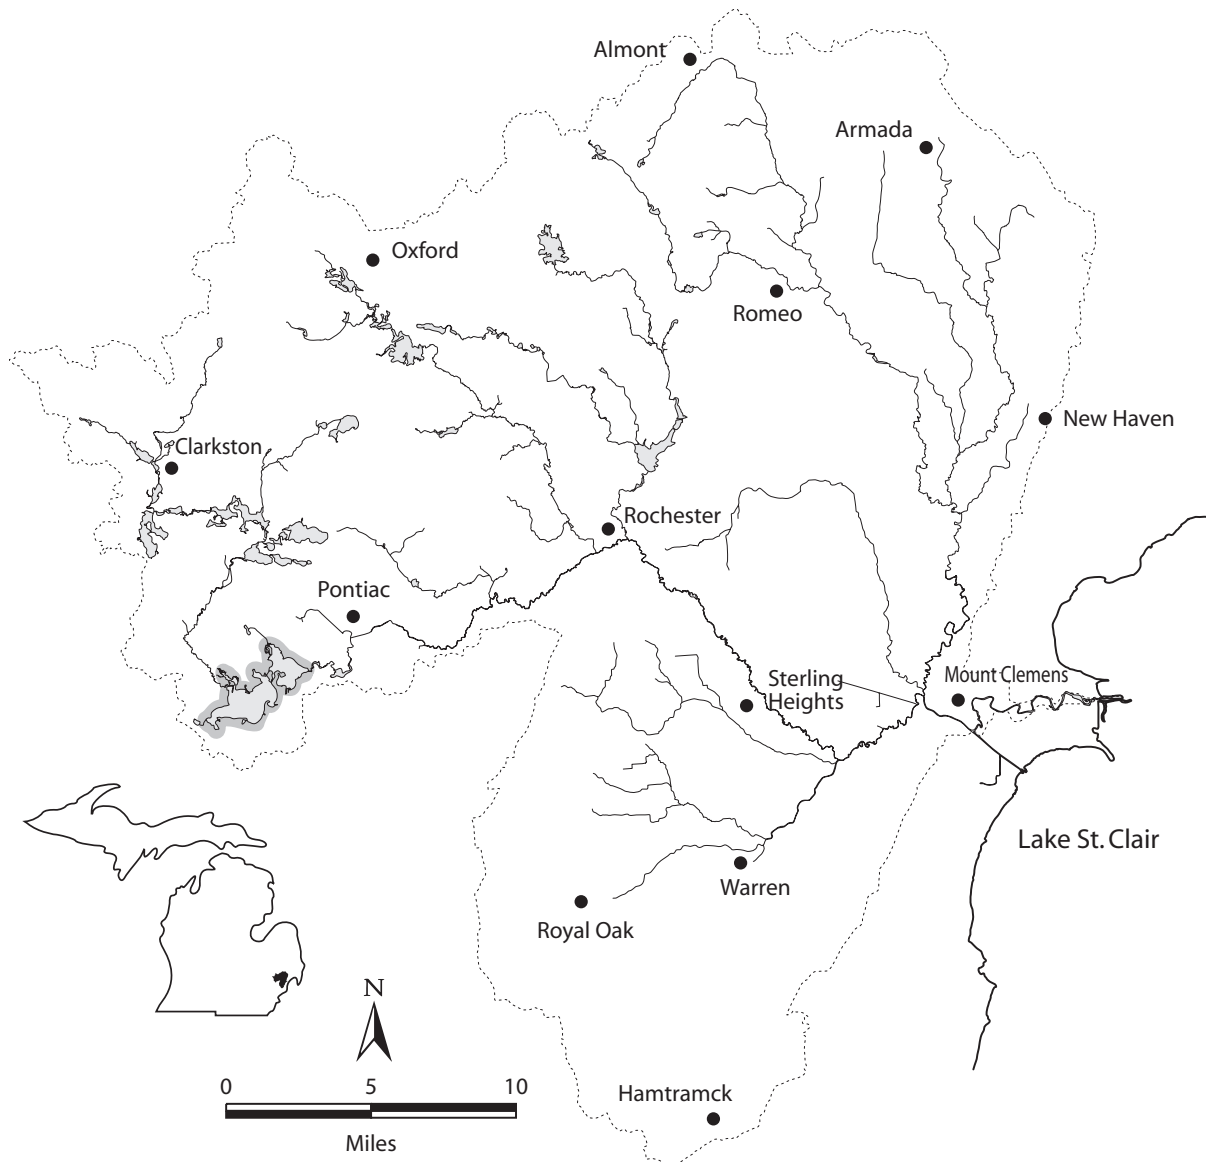 Almont
Armada
Oxford
Romeo
New Haven
Clarkston
Rochester
Pontiac
Mount Clemens
Sterling
Heights
Lake St. Clair
Warren
Royal Oak
N
0 5 10
Miles
Hamtramck